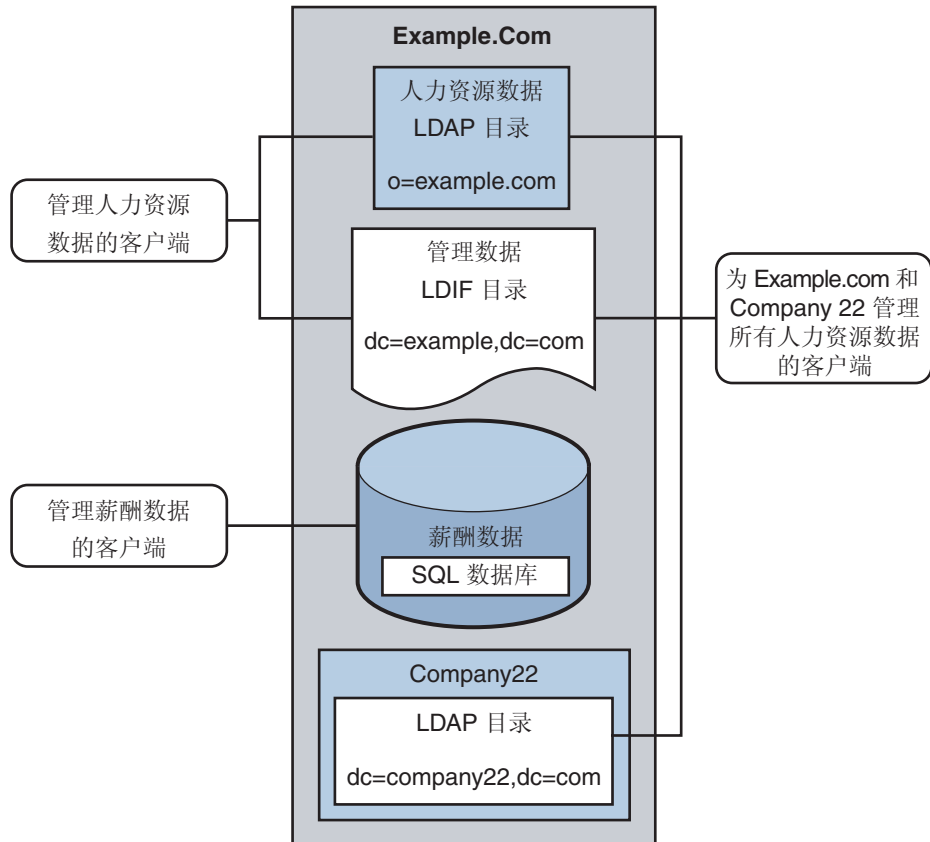 Example.Com
人力资源数据
LDAP 目录
o=example.com
管理人力资源
数据的客户端
管理数据
LDIF 目录
dc=example,dc=com
为 Example.com 和
Company 22 管理
所有人力资源数据
的客户端
管理薪酬数据
的客户端
薪酬数据
SQL 数据库
Company22
LDAP 目录
dc=company22,dc=com